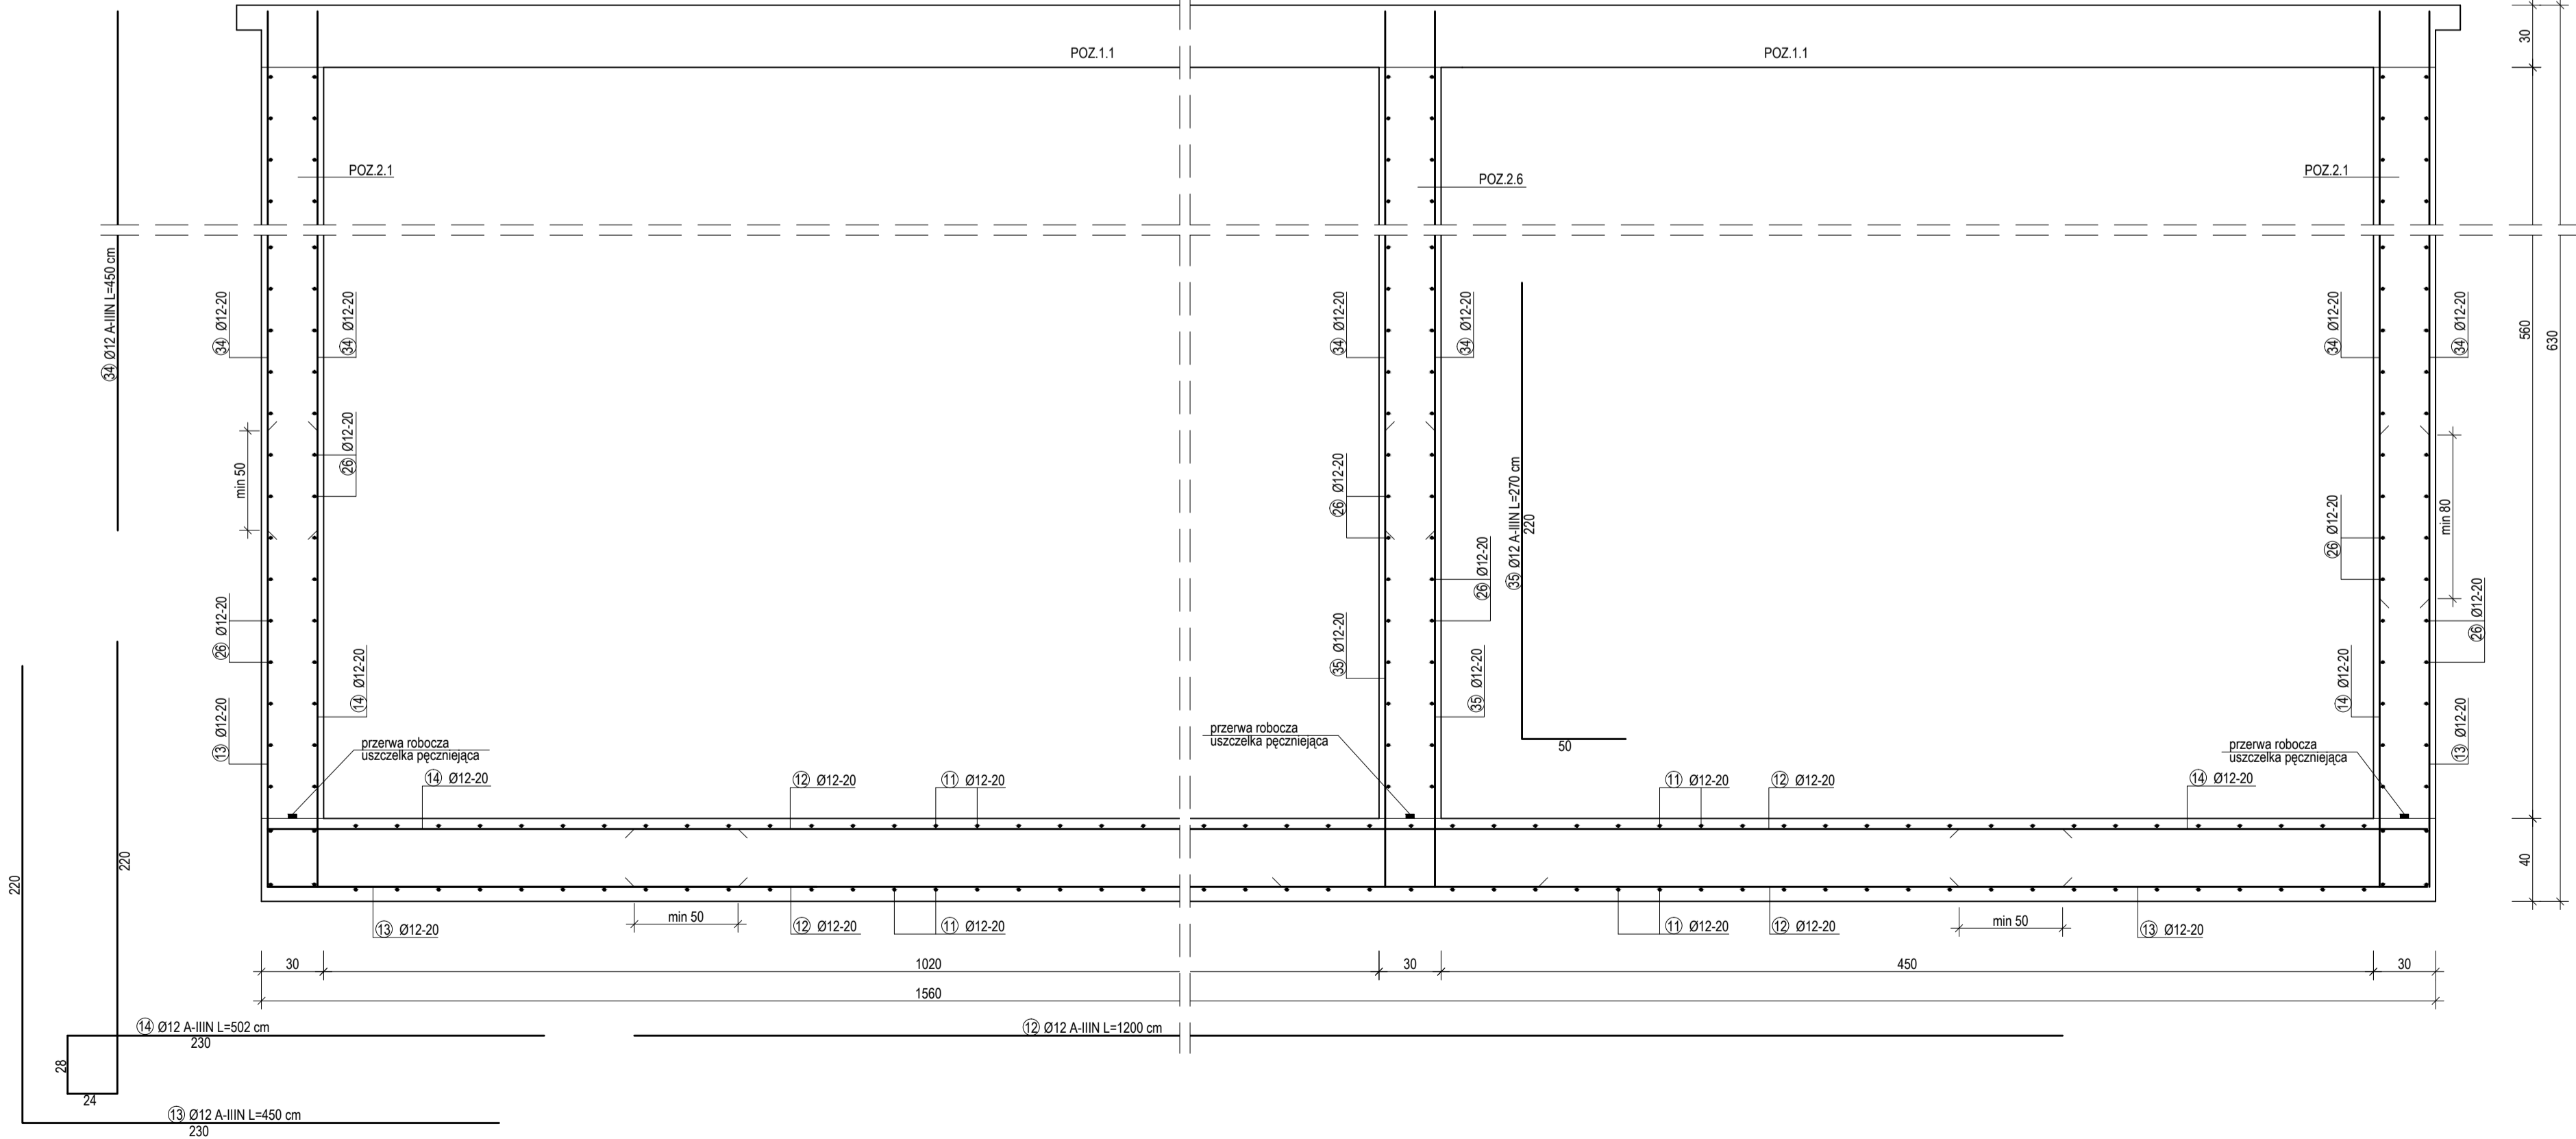 POZ.1.1
POZ.1.1
30
POZ.2.1
POZ.2.6
POZ.2.1
34 Ø12 A-IIIN L=450 cm
34 Ø12-20
34 Ø12-20
34 Ø12-20
34 Ø12-20
34 Ø12-20
34 Ø12-20
560
630
min 50
26 Ø12-20
26 Ø12-20
35 Ø12 A-IIIN L=270 cm
220
26 Ø12-20
min 80
26 Ø12-20
26 Ø12-20
26 Ø12-20
35 Ø12-20
35 Ø12-20
14 Ø12-20
14 Ø12-20
13 Ø12-20
13 Ø12-20
przerwa robocza
uszczelka pęczniejąca
przerwa robocza
uszczelka pęczniejąca
50
przerwa robocza
uszczelka pęczniejąca
14 Ø12-20
12 Ø12-20
11 Ø12-20
11 Ø12-20
12 Ø12-20
14 Ø12-20
220
220
40
13 Ø12-20
min 50
12 Ø12-20
11 Ø12-20
11 Ø12-20
12 Ø12-20
min 50
13 Ø12-20
30
1020
30
450
30
1560
14 Ø12 A-IIIN L=502 cm
230
12 Ø12 A-IIIN L=1200 cm
28
24
13 Ø12 A-IIIN L=450 cm
230